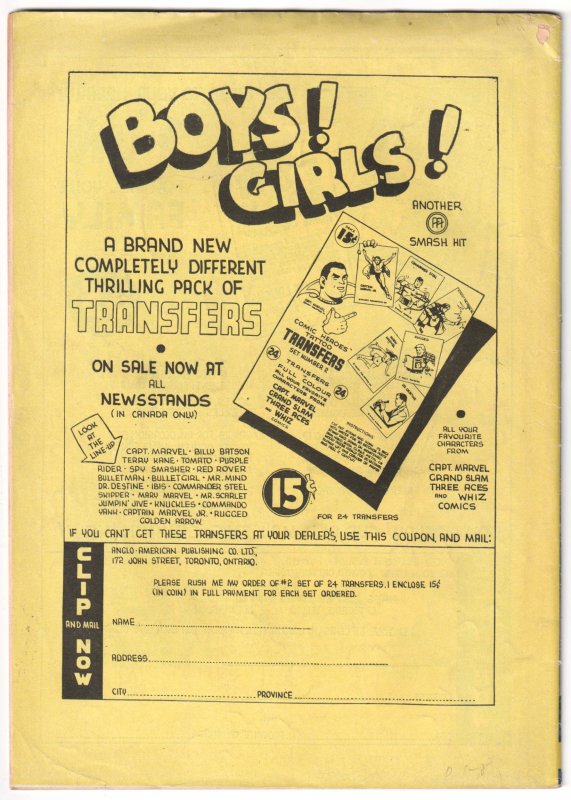 BOYS!
GIRLS!
ANOTHER
SMASH HIT
A BRAND NEW
COMPLETELY DIFFERENT
THRILLING PACK OF
TRANSFERS
•
ON SALE NOW AT
ALL
NEWSSTANDS
(IN CANADA ONLY)
LOOK
AT THE
LINE-UP
CAPT. MARVEL · BILLY BATSON
TERRY KANE · TOMATO · PURPLE
RIDER · SPY SMASHER · RED ROVER
BULLETMAN · BULLETGIRL · MR. MIND
DR. DESTINE · IBIS · COMMANDER STEEL
SKIPPER · MARY MARVEL · MR. SCARLET
JUMPIN' JIVE · KNUCKLES · COMMANDO
YANK · CAPTAIN MARVEL JR. · RUGGED
GOLDEN ARROW.
15¢
COMIC HEROES'
TATTOO
TRANSFERS
SET NUMBER 2
24
TRANSFERS
IN
FULL COLOUR
24
CAPT. MARVEL
GRAND SLAM
THREE ACES
AND WHIZ
COMICS
INSTRUCTIONS
15¢
FOR 24 TRANSFERS
•
ALL YOUR
FAVOURITE
CHARACTERS
FROM
CAPT. MARVEL
GRAND SLAM
THREE ACES
AND WHIZ
COMICS
IF YOU CAN'T GET THESE TRANSFERS AT YOUR DEALER'S, USE THIS COUPON, AND MAIL:
CLIP
AND MAIL
NOW
ANGLO-AMERICAN PUBLISHING CO. LTD.,
172 JOHN STREET, TORONTO, ONTARIO.
PLEASE RUSH ME MY ORDER OF #2 SET OF 24 TRANSFERS. I ENCLOSE 15¢
(IN COIN) IN FULL PAYMENT FOR EACH SET ORDERED.
NAME
ADDRESS
CITY PROVINCE